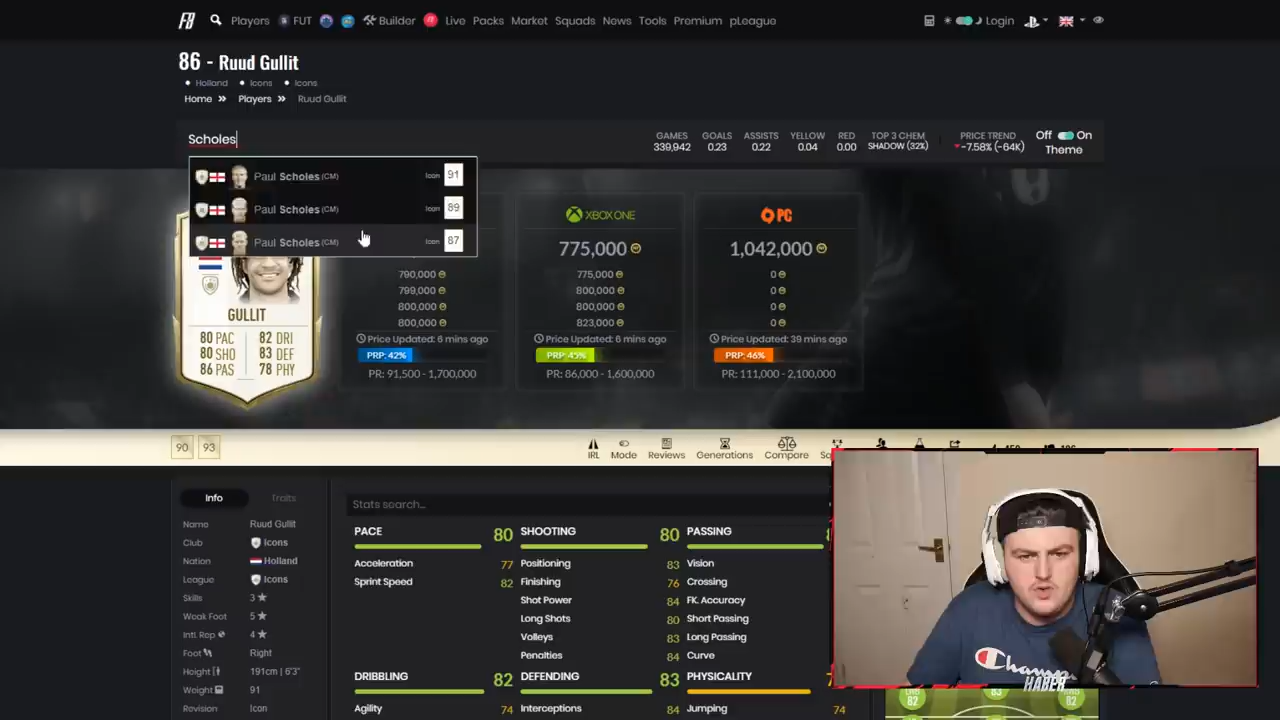 FB Players FUT Builder Live Packs Market Squads News Tools Premium pLeague Login
86 - Ruud Gullit
Holland Icons Icons
Home Players Ruud Gullit
Scholes
GAMES GOALS ASSISTS YELLOW RED TOP 3 CHEM PRICE TREND Off On
339,942 0.23 0.22 0.04 0.00 SHADOW (32%) -7.58% (-64K) Theme
Paul Scholes (CM) Icon 91
Paul Scholes (CM) Icon 89
Paul Scholes (CM) Icon 87
XBOX ONE PC
775,000 1,042,000
790,000 775,000 0
799,000 800,000 0
800,000 800,000 0
800,000 823,000 0
Price Updated: 6 mins ago Price Updated: 6 mins ago Price Updated: 39 mins ago
PRP: 42% PRP: 45% PRP: 46%
PR: 91,500 - 1,700,000 PR: 86,000 - 1,600,000 PR: 111,000 - 2,100,000
GULLIT
80 PAC 82 DRI
80 SHO 83 DEF
86 PAS 78 PHY
90 93
IRL Mode Reviews Generations Compare
Info Traits
Name Ruud Gullit
Club Icons
Nation Holland
League Icons
Skills 3
Weak Foot 5
Intl. Rep 4
Foot Right
Height 191cm | 6'3"
Weight 91
Revision Icon
Stats search...
PACE 80
Acceleration 77
Sprint Speed 82
SHOOTING 80
Positioning 83
Finishing 76
Shot Power 84
Long Shots 80
Volleys 83
Penalties 84
PASSING
Vision
Crossing
FK. Accuracy
Short Passing
Long Passing
Curve
DRIBBLING 82
Agility 74
DEFENDING 83
Interceptions 84
PHYSICALITY
Jumping 74
Champion
HABER
82 83 82